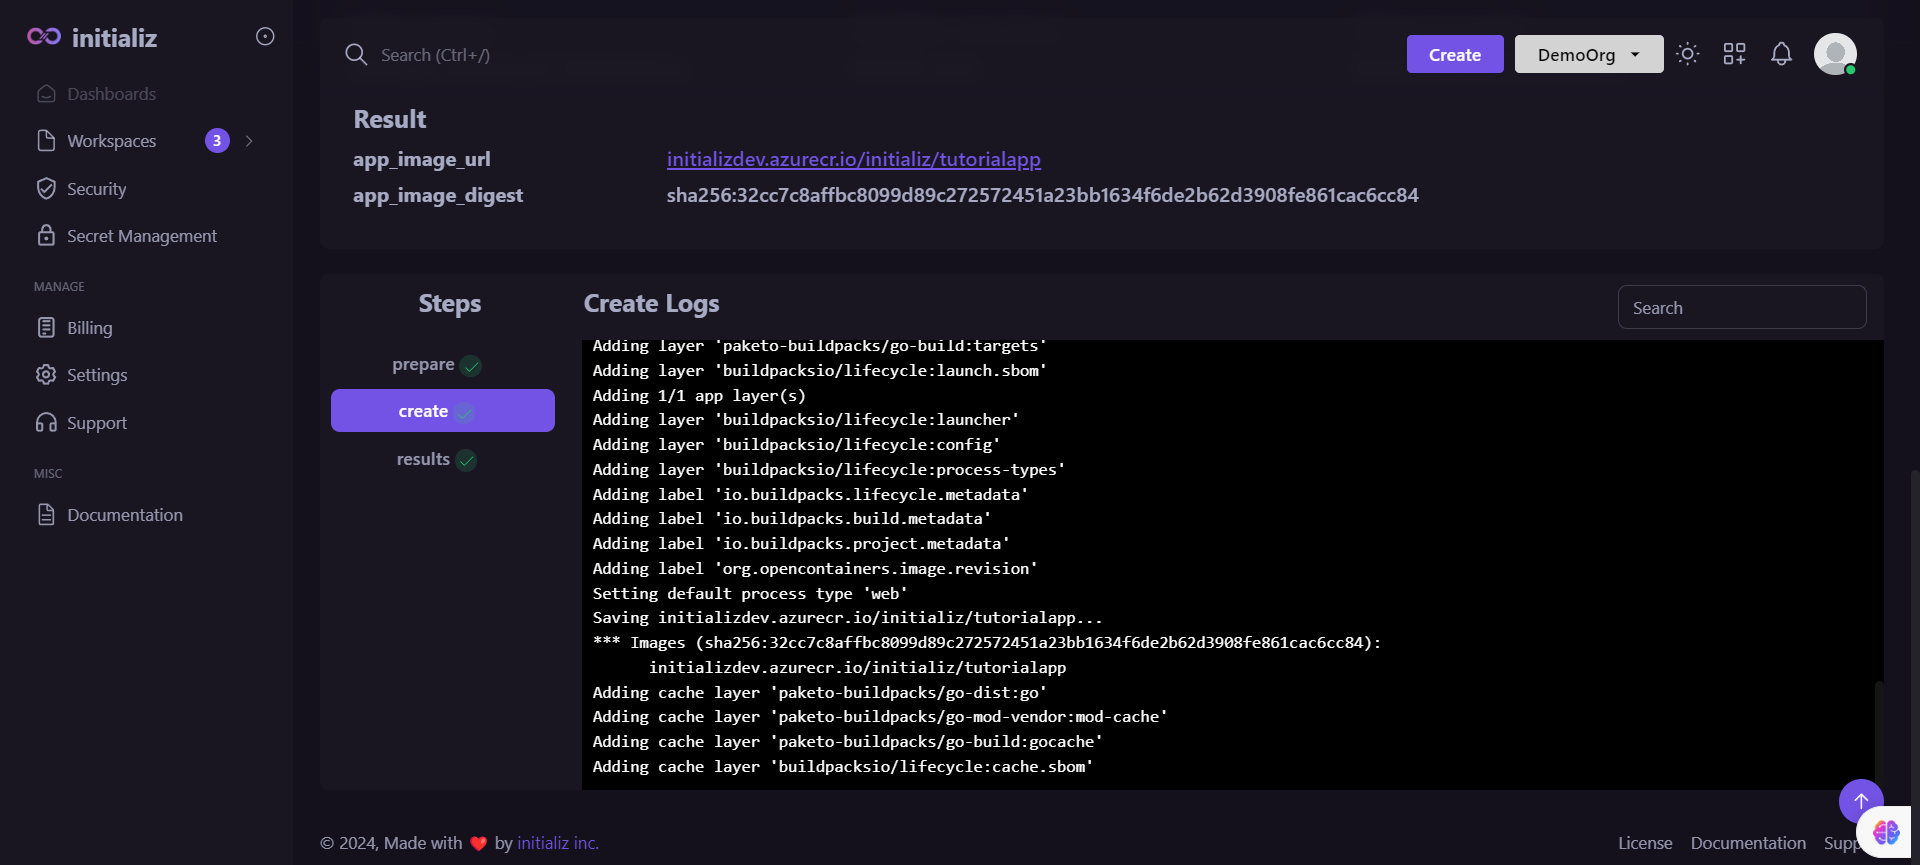 initializ
Dashboards
Workspaces 3
Security
Secret Management
MANAGE
Billing
Settings
Support
MISC
Documentation
Search (Ctrl+/)
Create
DemoOrg
Result
app_image_url initializdev.azurecr.io/initializ/tutorialapp
app_image_digest sha256:32cc7c8affbc8099d89c272572451a23bb1634f6de2b62d3908fe861cac6cc84
Steps
prepare
create
results
Create Logs
Search
Adding layer 'paketo-buildpacks/go-build:targets'
Adding layer 'buildpacksio/lifecycle:launch.sbom'
Adding 1/1 app layer(s)
Adding layer 'buildpacksio/lifecycle:launcher'
Adding layer 'buildpacksio/lifecycle:config'
Adding layer 'buildpacksio/lifecycle:process-types'
Adding label 'io.buildpacks.lifecycle.metadata'
Adding label 'io.buildpacks.build.metadata'
Adding label 'io.buildpacks.project.metadata'
Adding label 'org.opencontainers.image.revision'
Setting default process type 'web'
Saving initializdev.azurecr.io/initializ/tutorialapp...
*** Images (sha256:32cc7c8affbc8099d89c272572451a23bb1634f6de2b62d3908fe861cac6cc84):
initializdev.azurecr.io/initializ/tutorialapp
Adding cache layer 'paketo-buildpacks/go-dist:go'
Adding cache layer 'paketo-buildpacks/go-mod-vendor:mod-cache'
Adding cache layer 'paketo-buildpacks/go-build:gocache'
Adding cache layer 'buildpacksio/lifecycle:cache.sbom'
© 2024, Made with ❤️ by initializ inc.
License Documentation